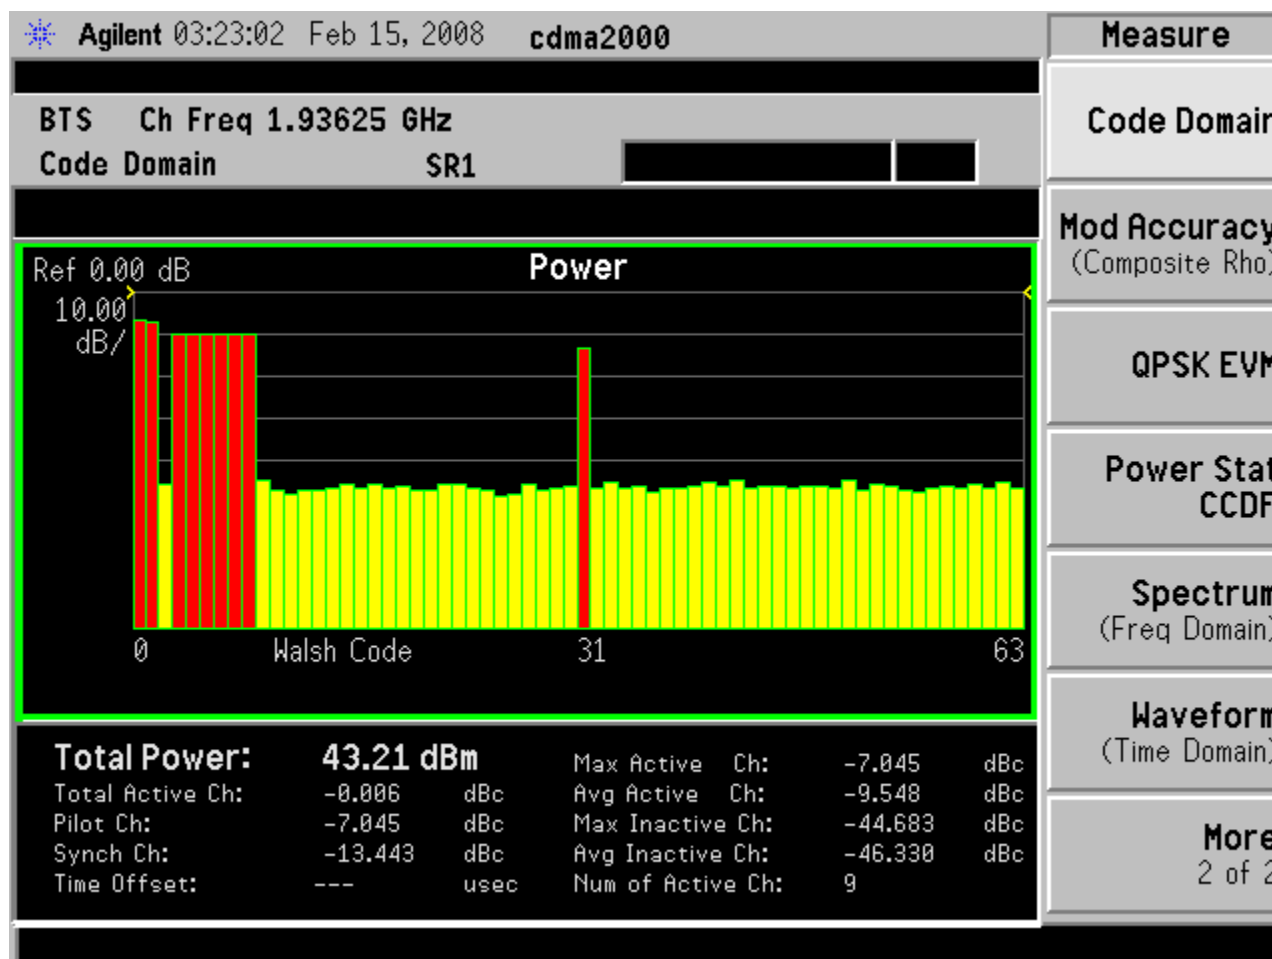 Agilent 03:23:02 Feb 15, 2008 cdma2000
Measure
BTS Ch Freq 1.93625 GHz
Code Domain SR1
Code Domain
Mod Accuracy
(Composite Rho)
QPSK EVM
Power Stat
CCDF
Spectrum
(Freq Domain)
Waveform
(Time Domain)
More
2 of 2
Ref 0.00 dB Power
10.00
dB/
0 Walsh Code 31 63
Total Power: 43.21 dBm
Total Active Ch: -0.006 dBc
Pilot Ch: -7.045 dBc
Synch Ch: -13.443 dBc
Time Offset: --- usec
Max Active Ch: -7.045 dBc
Avg Active Ch: -9.548 dBc
Max Inactive Ch: -44.683 dBc
Avg Inactive Ch: -46.330 dBc
Num of Active Ch: 9